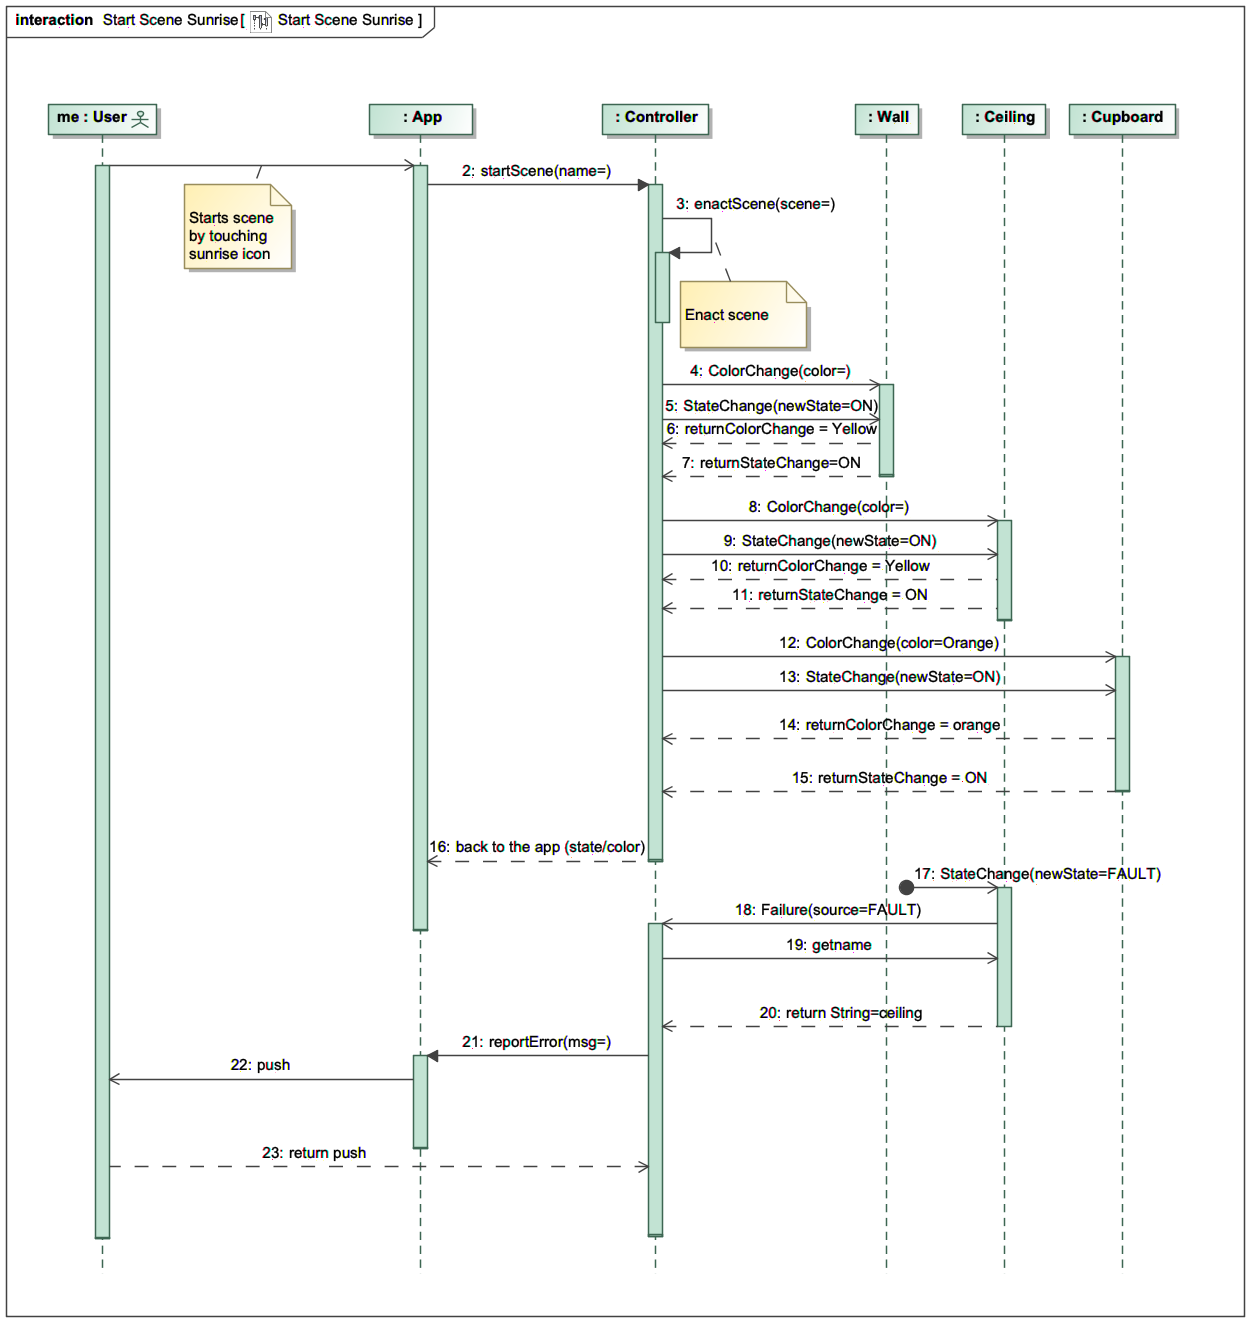 interaction Start Scene Sunrise[ Start Scene Sunrise ]
me : User
: App
: Controller
: Wall
: Ceiling
: Cupboard
2: startScene(name=)
3: enactScene(scene=)
Starts scene
by touching
sunrise icon
Enact scene
4: ColorChange(color=)
5: StateChange(newState=ON)
6: returnColorChange = Yellow
7: returnStateChange=ON
8: ColorChange(color=)
9: StateChange(newState=ON)
10: returnColorChange = Yellow
11: returnStateChange = ON
12: ColorChange(color=Orange)
13: StateChange(newState=ON)
14: returnColorChange = orange
15: returnStateChange = ON
16: back to the app (state/color)
17: StateChange(newState=FAULT)
18: Failure(source=FAULT)
19: getname
20: return String=ceiling
21: reportError(msg=)
22: push
23: return push